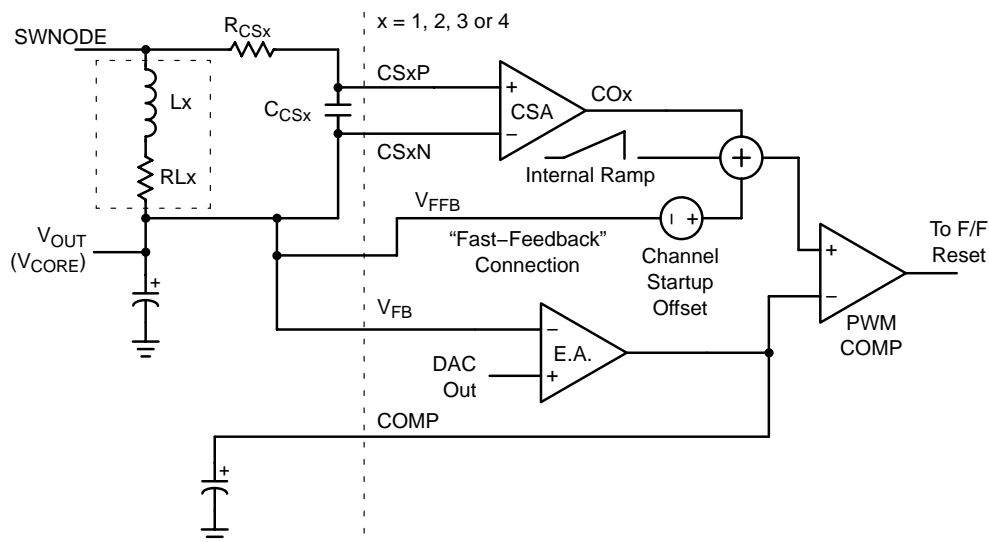 x = 1, 2, 3 or 4
SWNODE
RCSx
CSxP
Lx
CCSx
+
CSA
−
COx
CSxN
Internal Ramp
+
RLx
VFFB
− +
VOUT
(VCORE)
“Fast−Feedback”
Connection
Channel
Startup
Offset
+
−
To F/F
Reset
PWM
COMP
+
VFB
−
E.A.
+
DAC
Out
COMP
+